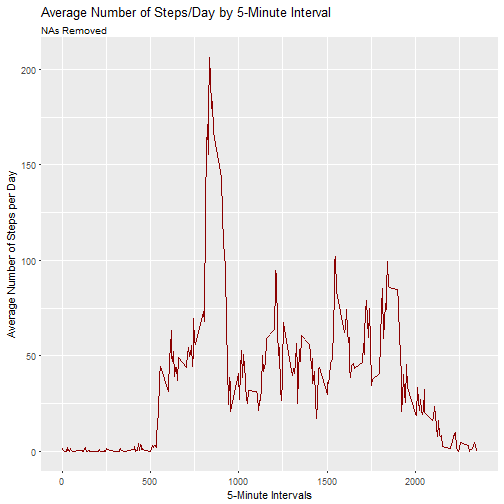 Average Number of Steps/Day by 5-Minute Interval
NAs Removed
Average Number of Steps per Day
200
150
100
50
0
0 500 1000 1500 2000
5-Minute Intervals